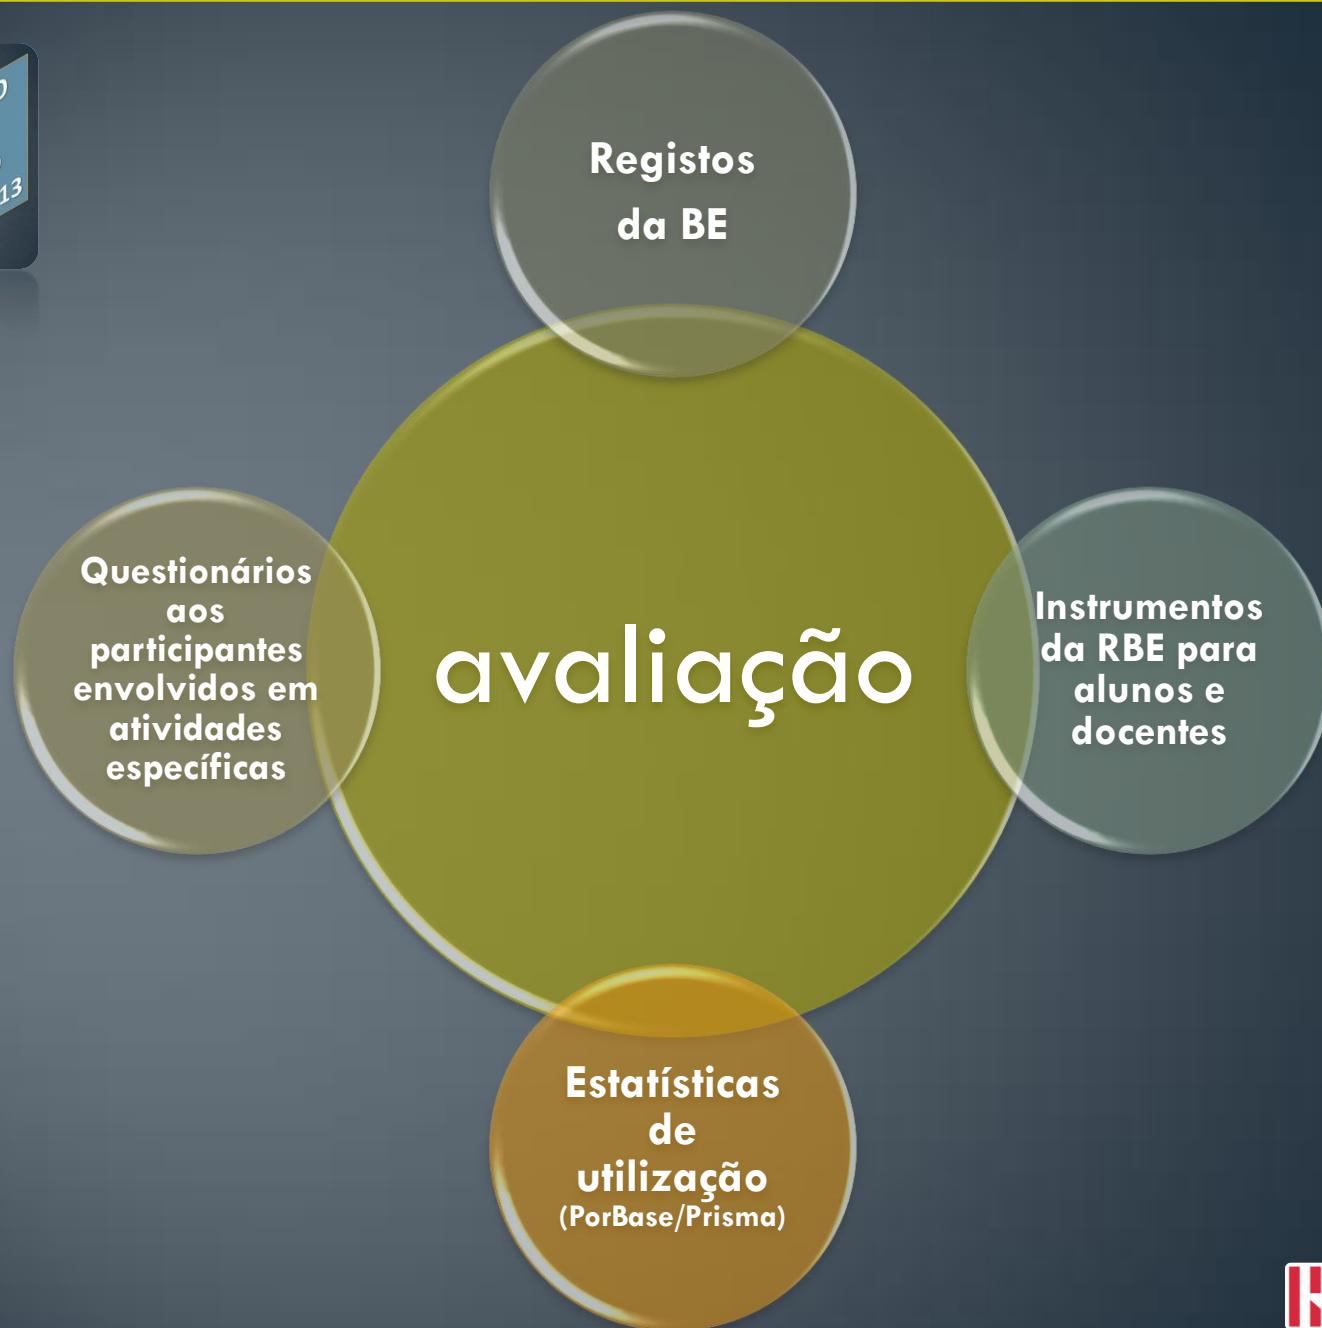 13
Registos
da BE
Questionários
aos
participantes
envolvidos em
atividades
específicas
avaliação
Instrumentos
da RBE para
alunos e
docentes
Estatísticas
de
utilização
(PorBase/Prisma)